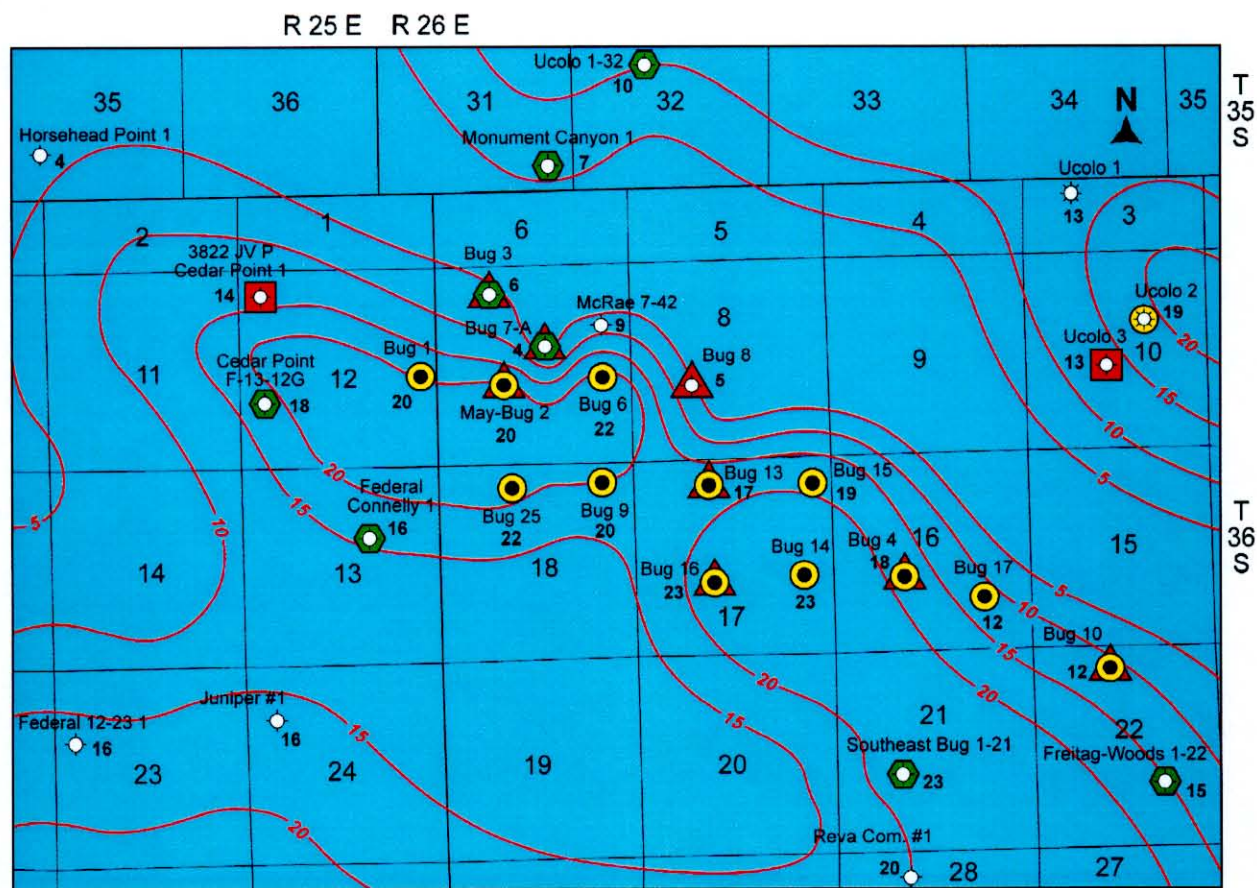 R 25 E R 26 E
T
35
S
N
35
36
31
32
33
34
35
Ucolo 1-32
10
Horsehead Point 1
4
Monument Canyon 1
7
Ucolo 1
13
2
1
6
5
4
3
3822 JV P
Cedar Point 1
14
Bug 3
6
McRae 7-42
9
Bug 7-A
4
8
9
10
Ucolo 2
19
Ucolo 3
13
20
15
10
5
11
Cedar Point
F-13-12G
18
12
Bug 1
20
May-Bug 2
20
Bug 6
22
Bug 8
5
5
10
20
15
Federal
Connelly 1
16
Bug 25
22
Bug 9
20
Bug 13
17
Bug 15
19
T
36
S
14
13
18
Bug 16
23
17
Bug 14
23
Bug 4
18
16
Bug 17
12
15
5
10
15
20
Bug 10
12
Federal 12-23 1
16
Juniper #1
16
15
20
15
20
23
24
19
20
21
Southeast Bug 1-21
23
22
Freitag-Woods 1-22
15
Reva Com. #1
20
28
27